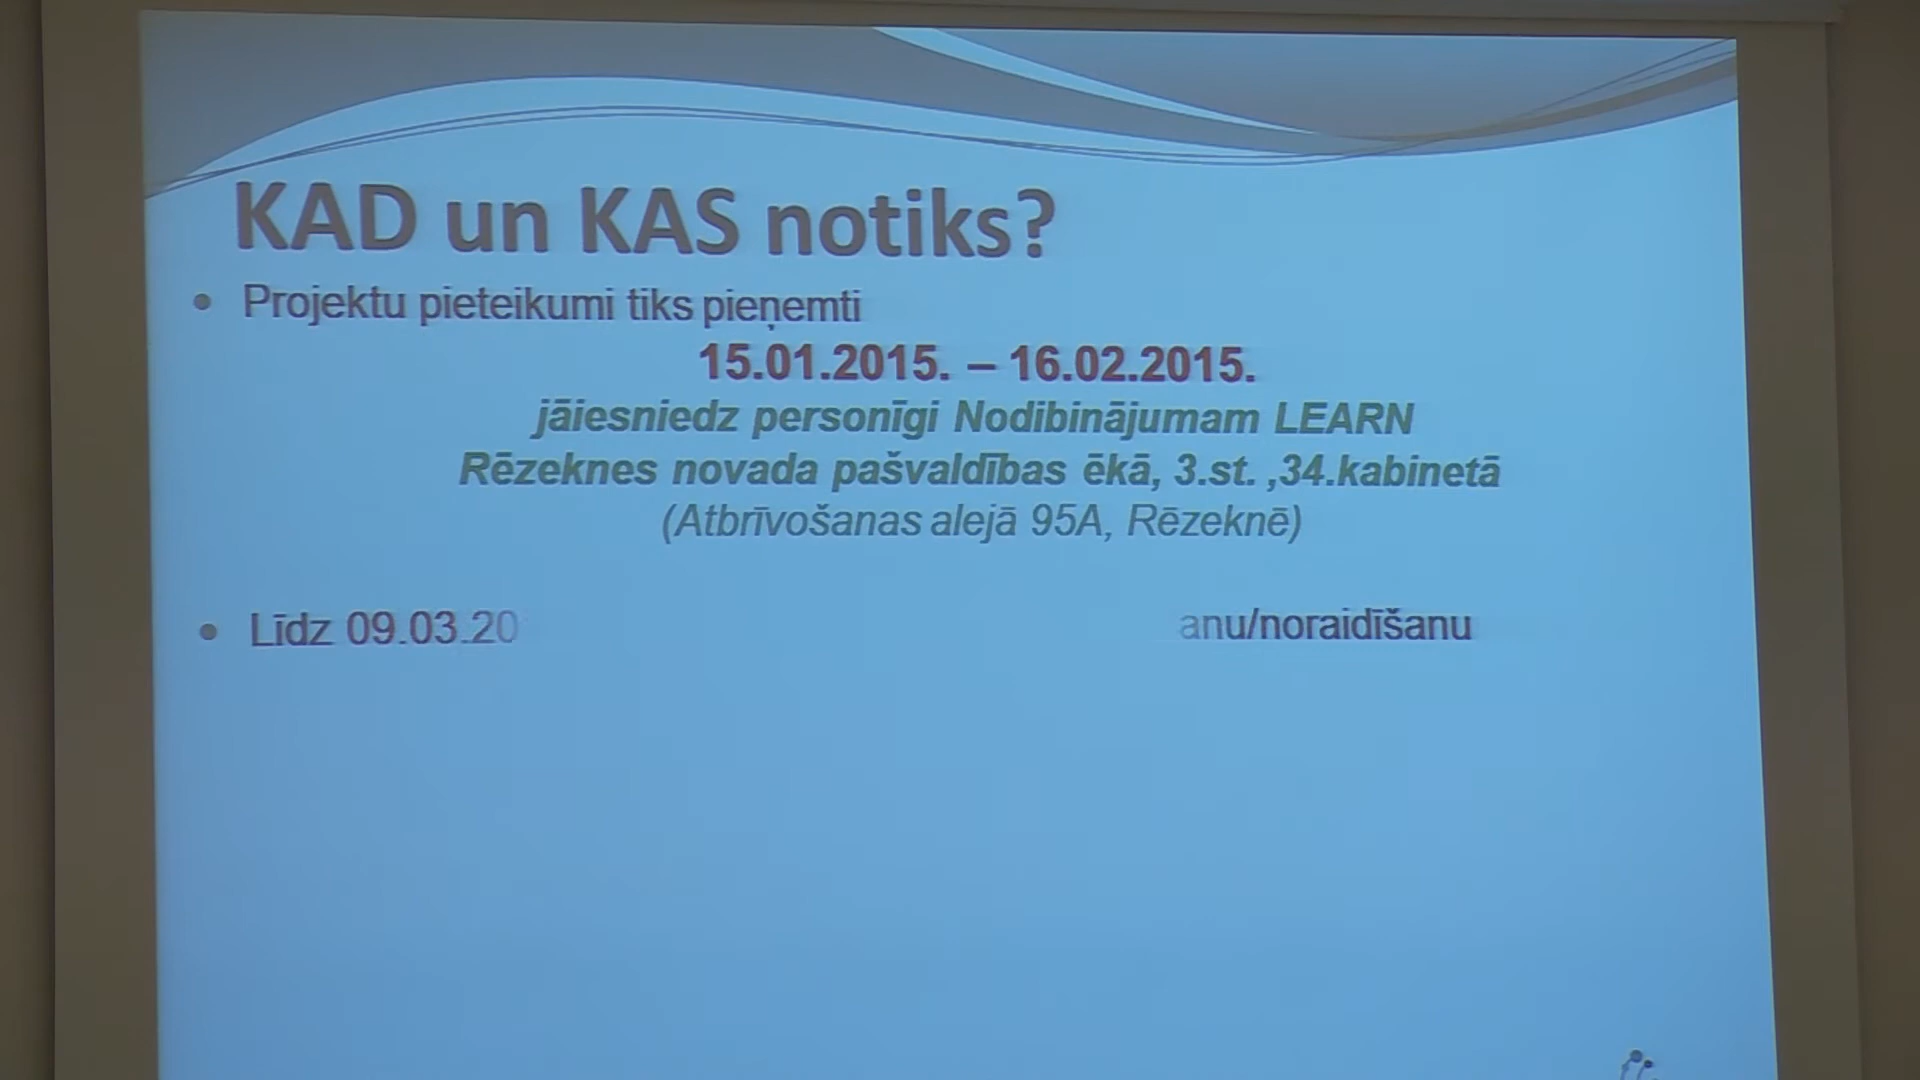 KAD un KAS notiks?
• Projektu pieteikumi tiks pieņemti
15.01.2015. – 16.02.2015.
jāiesniedz personīgi Nodibinājumam LEARN
Rēzeknes novada pašvaldības ēkā, 3.st. ,34.kabinetā
(Atbrīvošanas alejā 95A, Rēzeknē)
• Līdz 09.03.20 anu/noraidīšanu